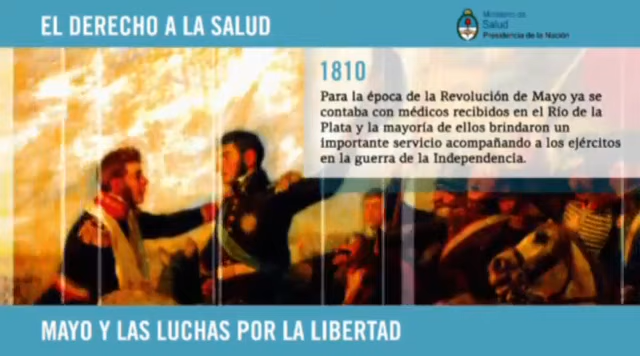 EL DERECHO A LA SALUD
Ministerio de
Salud
Presidencia de la Nación
1810
Para la época de la Revolución de Mayo ya se
contaba con médicos recibidos en el Río de la
Plata y la mayoría de ellos brindaron un
importante servicio acompañando a los ejércitos
en la guerra de la Independencia.
MAYO Y LAS LUCHAS POR LA LIBERTAD